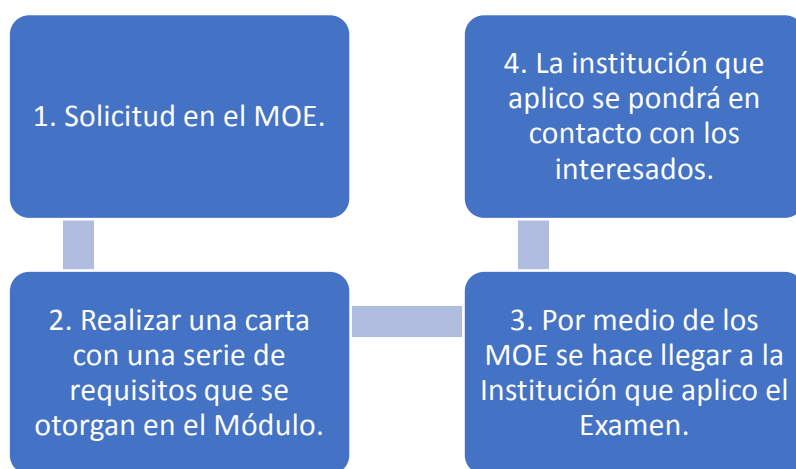 1. Solicitud en el MOE.
2. Realizar una carta
con una serie de
requisitos que se
otorgan en el Módulo.
3. Por medio de los
MOE se hace llegar a la
Institución que aplico el
Examen.
4. La institución que
aplico se pondrá en
contacto con los
interesados.